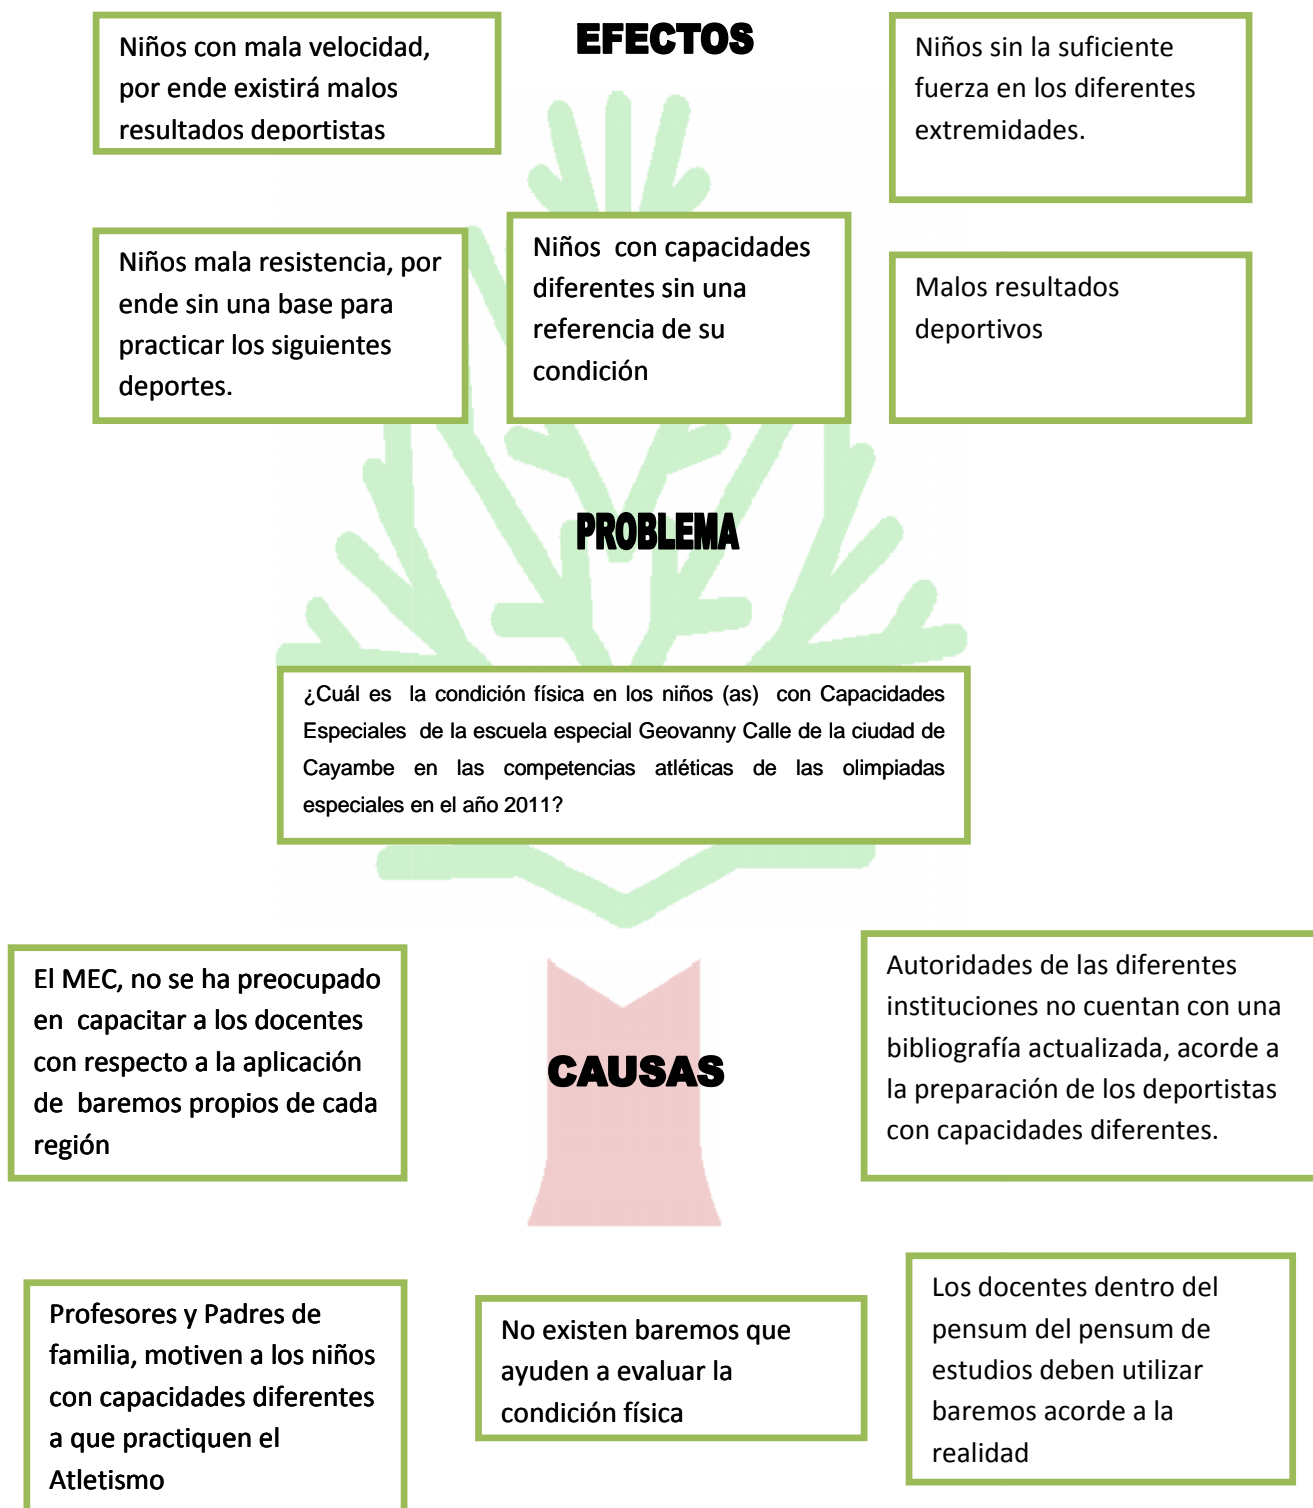 EFECTOS
Niños con mala velocidad,
por ende existirá malos
resultados deportistas
Niños sin la suficiente
fuerza en los diferentes
extremidades.
Niños mala resistencia, por
ende sin una base para
practicar los siguientes
deportes.
Niños con capacidades
diferentes sin una
referencia de su
condición
Malos resultados
deportivos
PROBLEMA
¿Cuál es la condición física en los niños (as) con Capacidades
Especiales de la escuela especial Geovanny Calle de la ciudad de
Cayambe en las competencias atléticas de las olimpiadas
especiales en el año 2011?
El MEC, no se ha preocupado
en capacitar a los docentes
con respecto a la aplicación
de baremos propios de cada
región
CAUSAS
Autoridades de las diferentes
instituciones no cuentan con una
bibliografía actualizada, acorde a
la preparación de los deportistas
con capacidades diferentes.
Profesores y Padres de
familia, motiven a los niños
con capacidades diferentes
a que practiquen el
Atletismo
No existen baremos que
ayuden a evaluar la
condición física
Los docentes dentro del
pensum del pensum de
estudios deben utilizar
baremos acorde a la
realidad